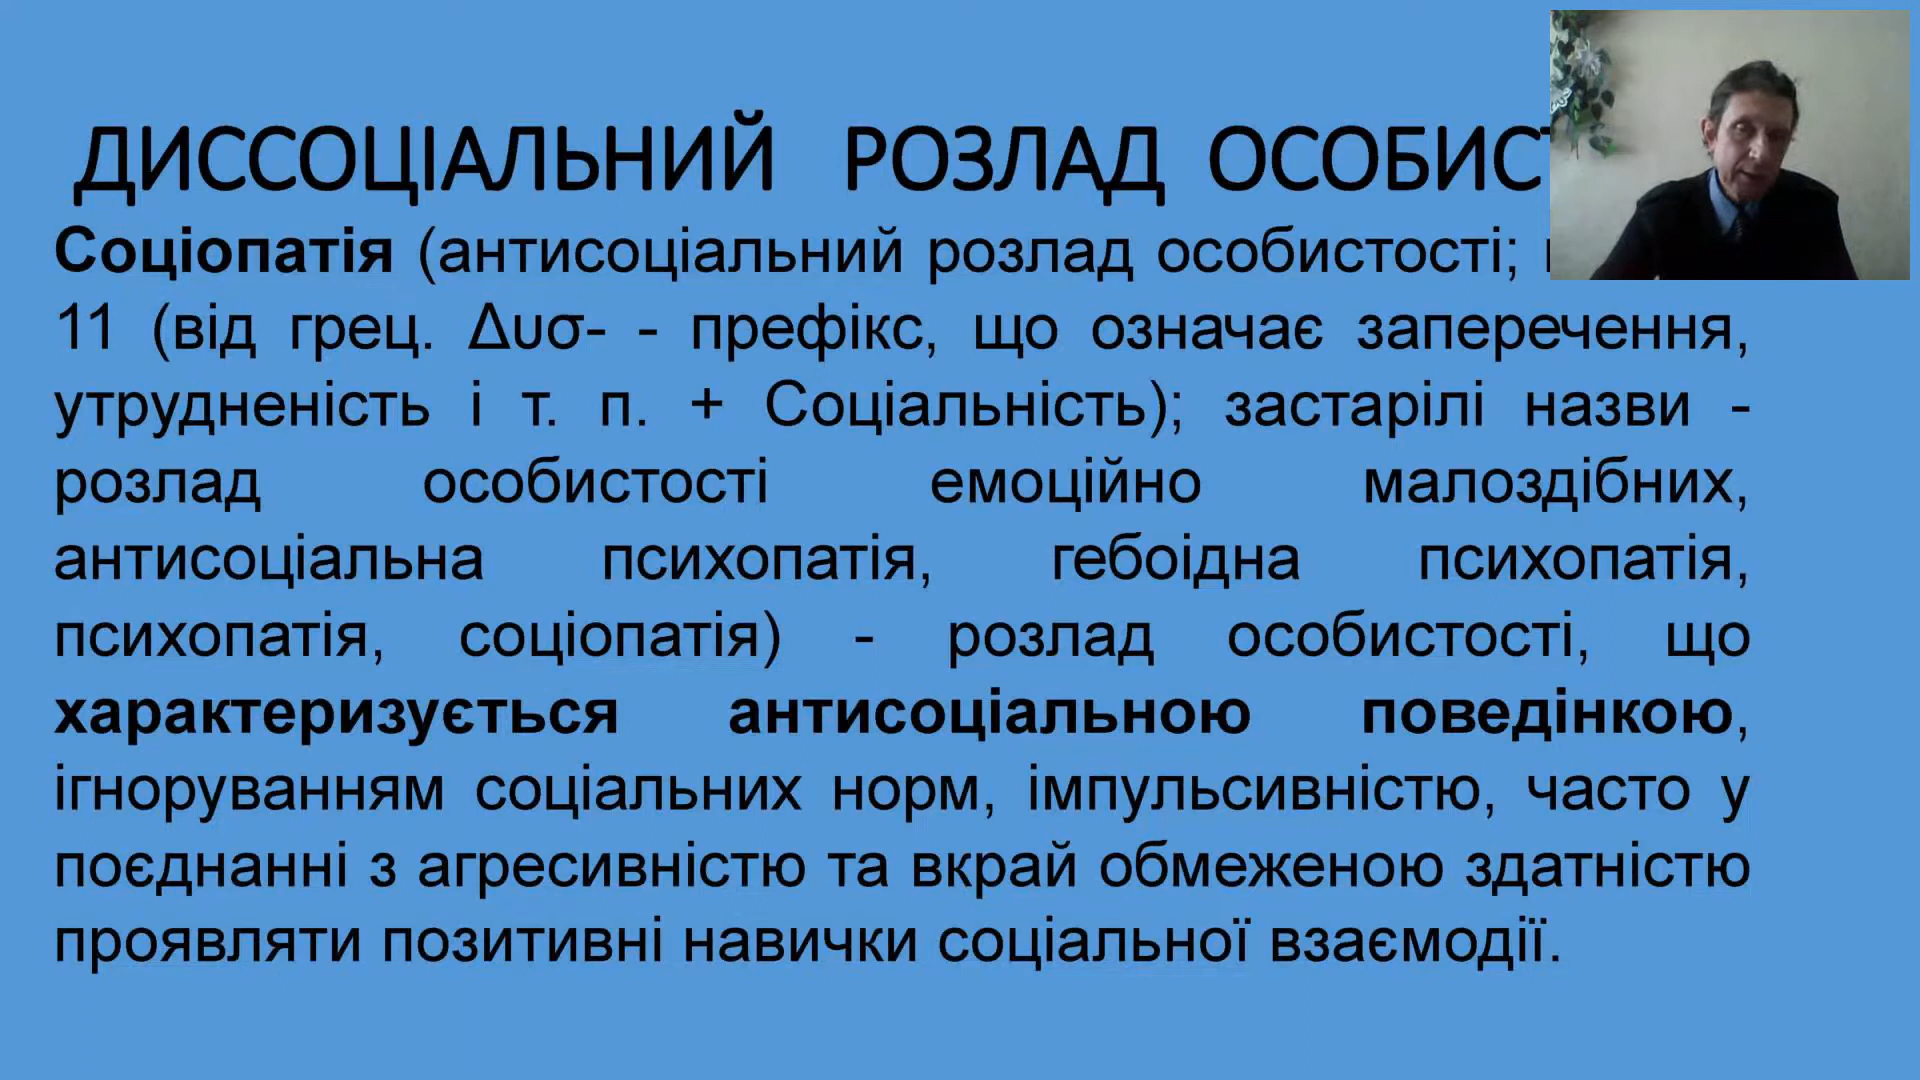 ДИССОЦІАЛЬНИЙ РОЗЛАД
Соціопатія (антисоціальний розлад особистості;
11 (від грец. Δυσ- - префікс, що означає заперечення,
утрудненість і т. п. + Соціальність); застарілі назви -
розлад особистості емоційно малоздібних,
антисоціальна психопатія, гебоідна психопатія,
психопатія, соціопатія) - розлад особистості, що
характеризується антисоціальною поведінкою,
ігноруванням соціальних норм, імпульсивністю, часто у
поєднанні з агресивністю та вкрай обмеженою здатністю
проявляти позитивні навички соціальної взаємодії.